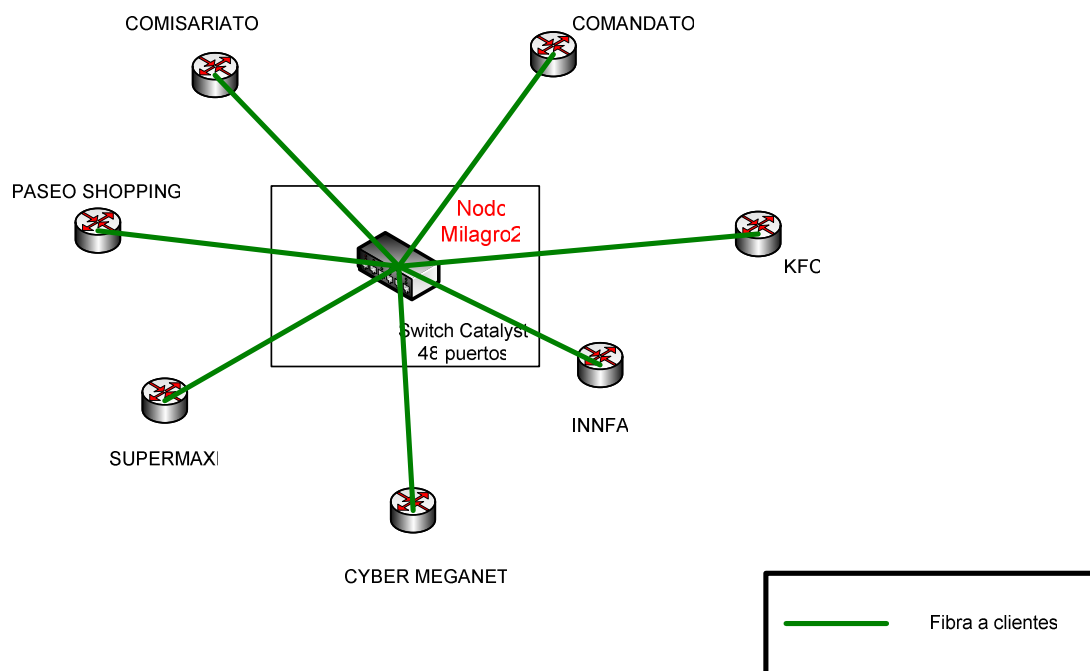 COMISARIATO
COMANDATO
PASEO SHOPPING
Nodo
Milagro2
KFC
Switch Catalyst
48 puertos
INNFA
SUPERMAXI
CYBER MEGANET
Fibra a clientes